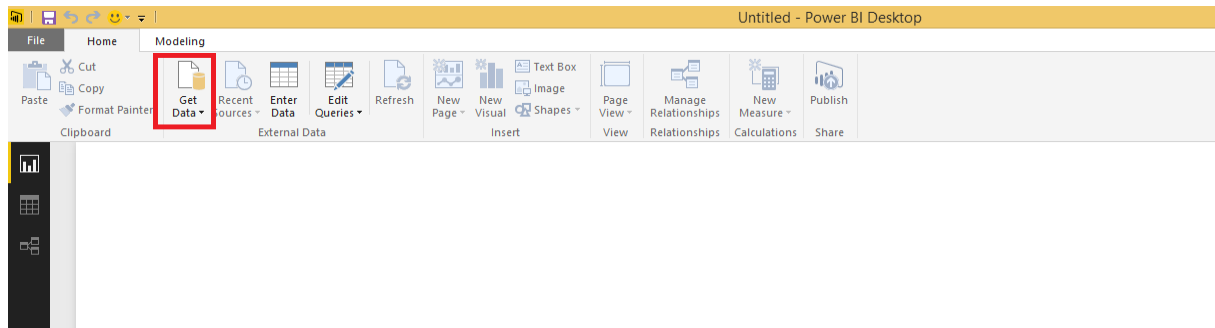 Untitled - Power BI Desktop
File Home Modeling
Paste
Cut
Copy
Format Painter
Get Data
Recent Sources
Enter Data
Edit Queries
Refresh
New Page
New Visual
Text Box
Image
Shapes
Page View
Manage Relationships
New Measure
Publish
Clipboard External Data Insert View Relationships Calculations Share